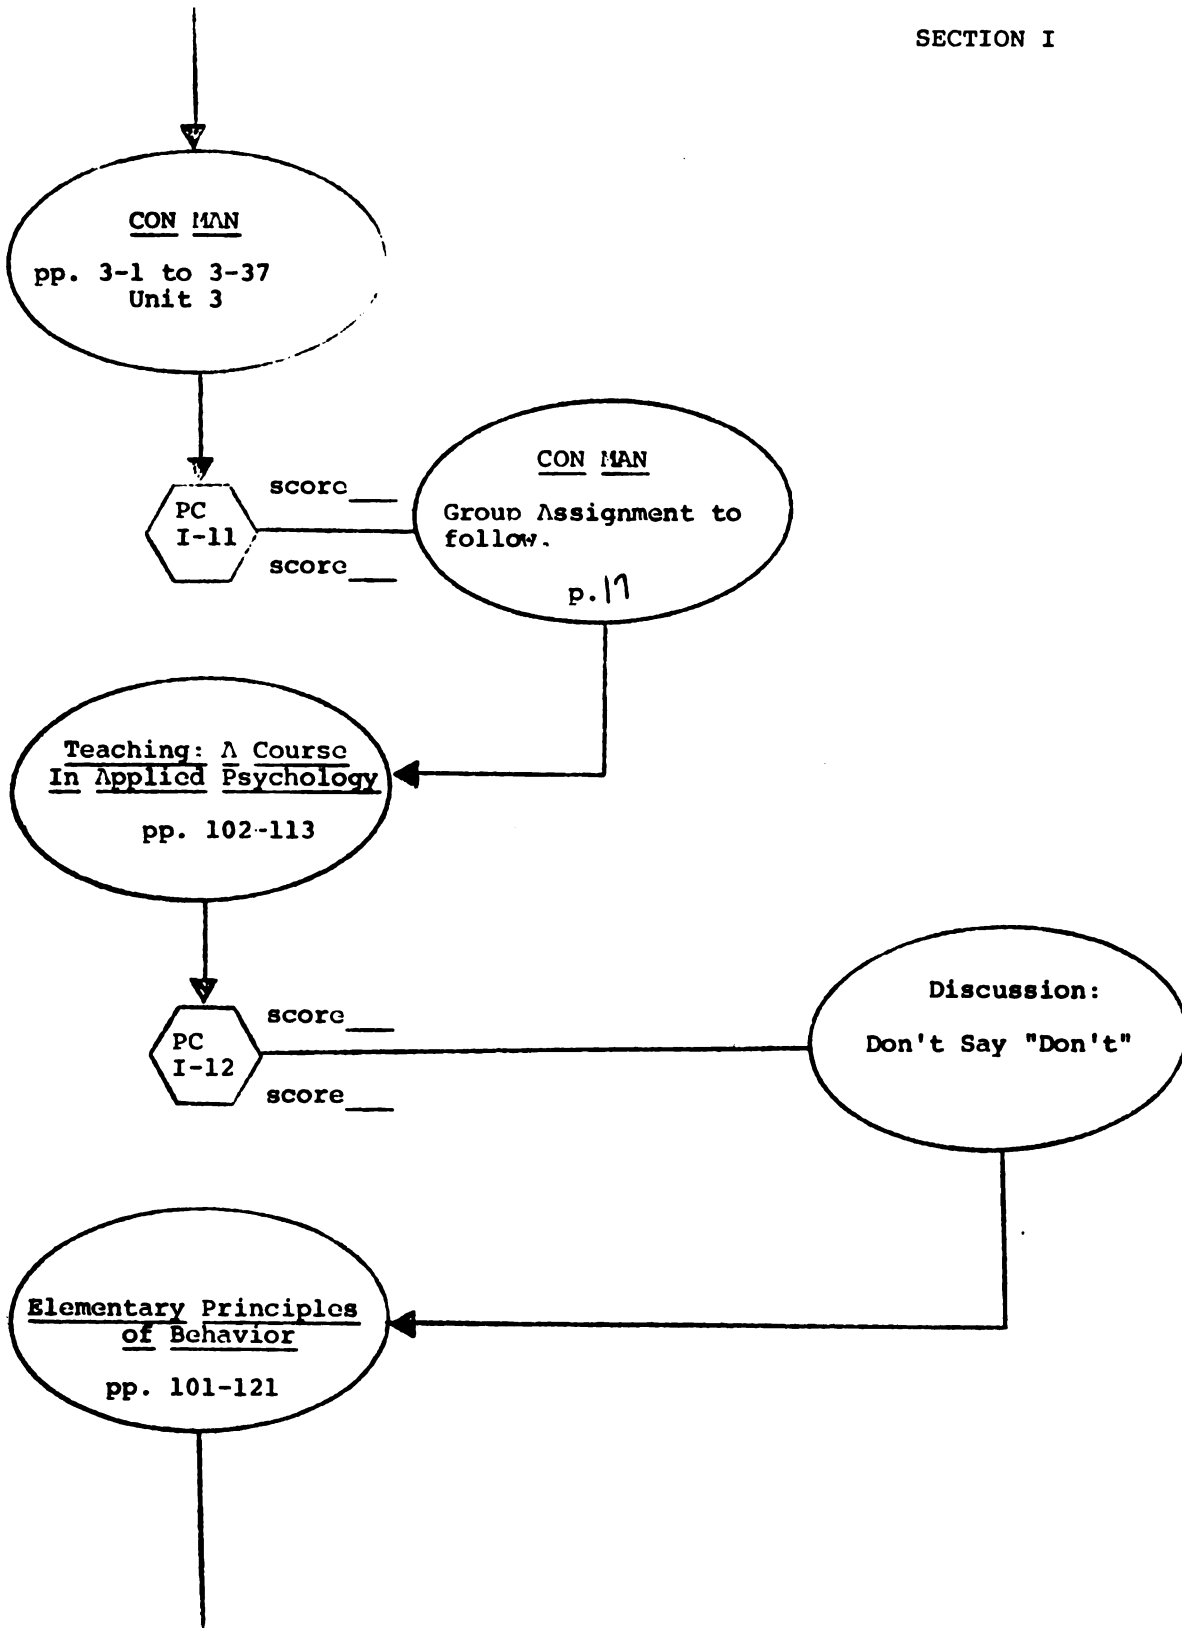 SECTION I
CON MAN
pp. 3-1 to 3-37
Unit 3
score___
PC
I-11
score___
CON MAN
Group Assignment to
follow.
p.17
Teaching: A Course
In Applied Psychology
pp. 102-113
score___
PC
I-12
score___
Discussion:
Don't Say "Don't"
Elementary Principles
of Behavior
pp. 101-121